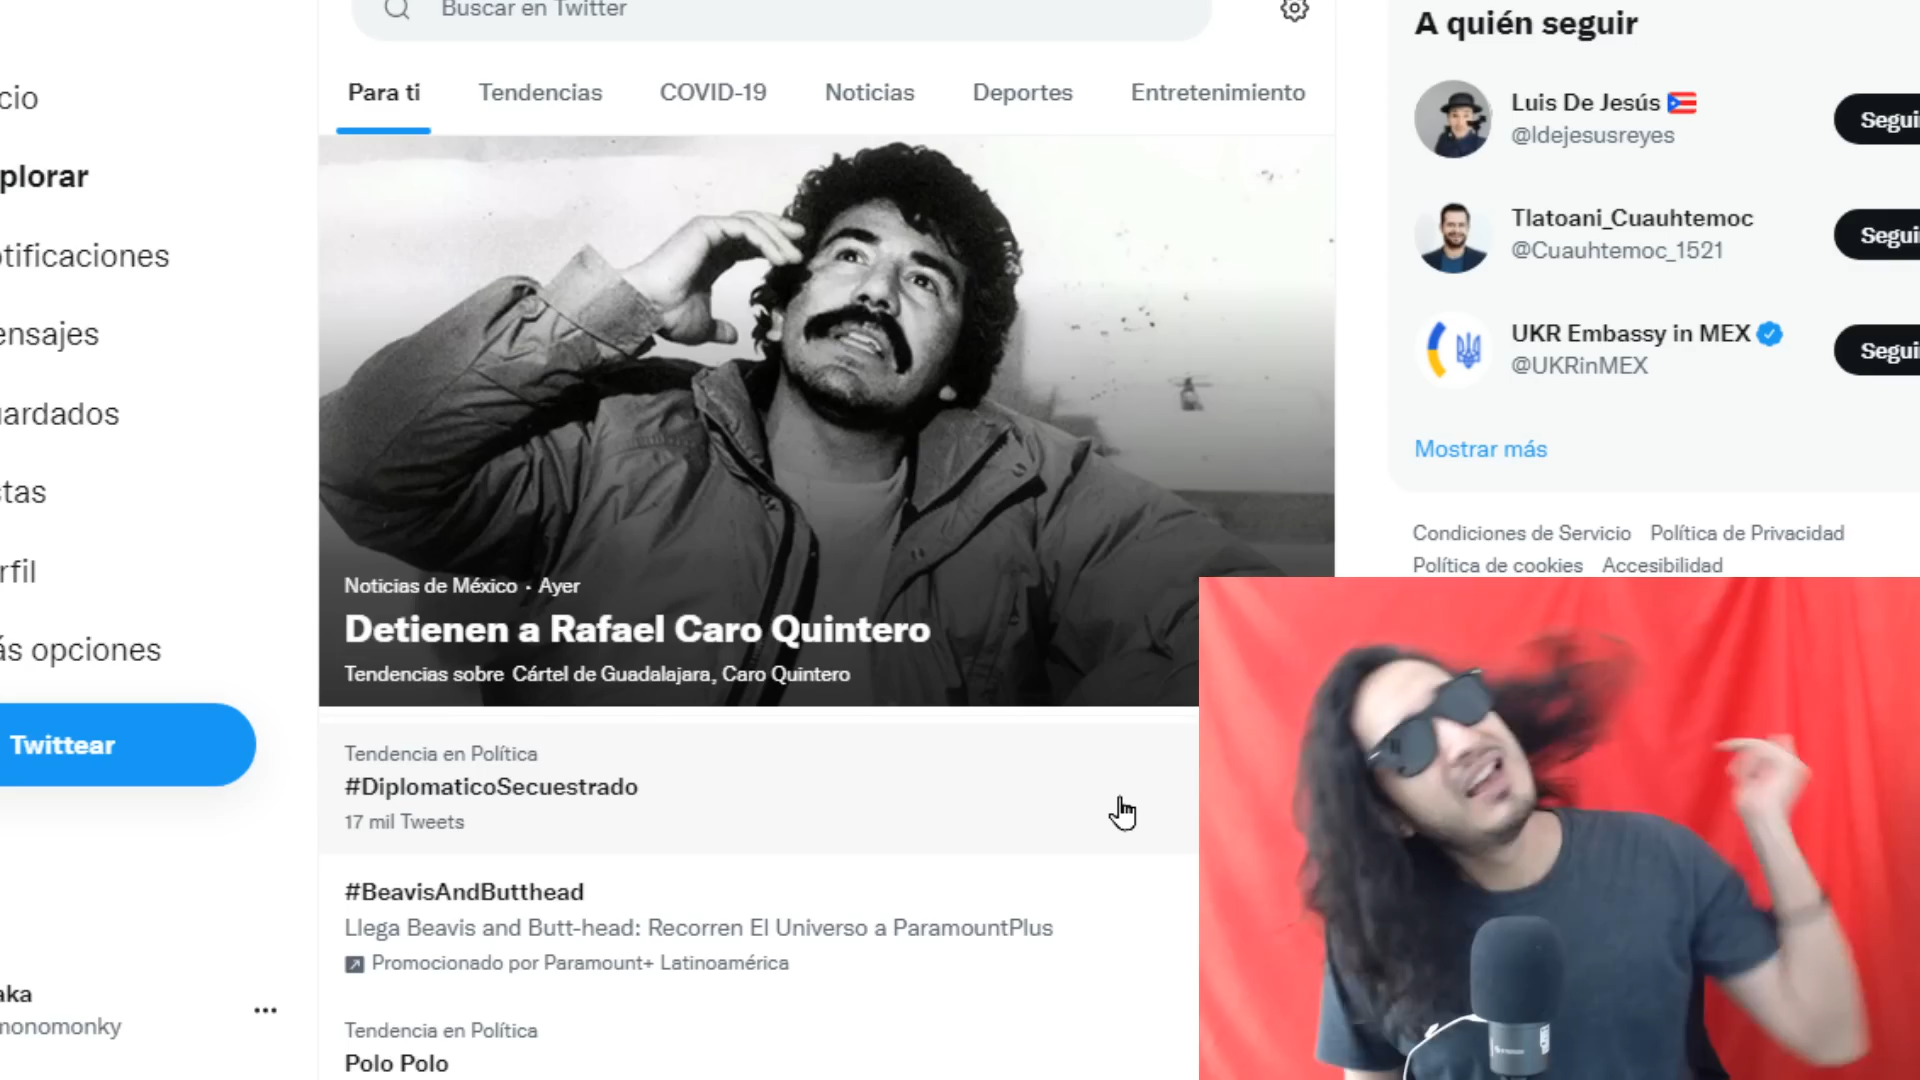 Buscar en Twitter
cio
plorar
otificaciones
ensajes
uardados
stas
rfil
ás opciones
Twittear
aka
monomonky
Para ti
Tendencias
COVID-19
Noticias
Deportes
Entretenimiento
Noticias de México · Ayer
Detienen a Rafael Caro Quintero
Tendencias sobre Cártel de Guadalajara, Caro Quintero
Tendencia en Política
#DiplomaticoSecuestrado
17 mil Tweets
#BeavisAndButthead
Llega Beavis and Butt-head: Recorren El Universo a ParamountPlus
Promocionado por Paramount+ Latinoamérica
Tendencia en Política
Polo Polo
A quién seguir
Luis De Jesús
@ldejesusreyes
Segui
Tlatoani_Cuauhtemoc
@Cuauhtemoc_1521
Segui
UKR Embassy in MEX
@UKRinMEX
Segui
Mostrar más
Condiciones de Servicio Política de Privacidad
Política de cookies Accesibilidad